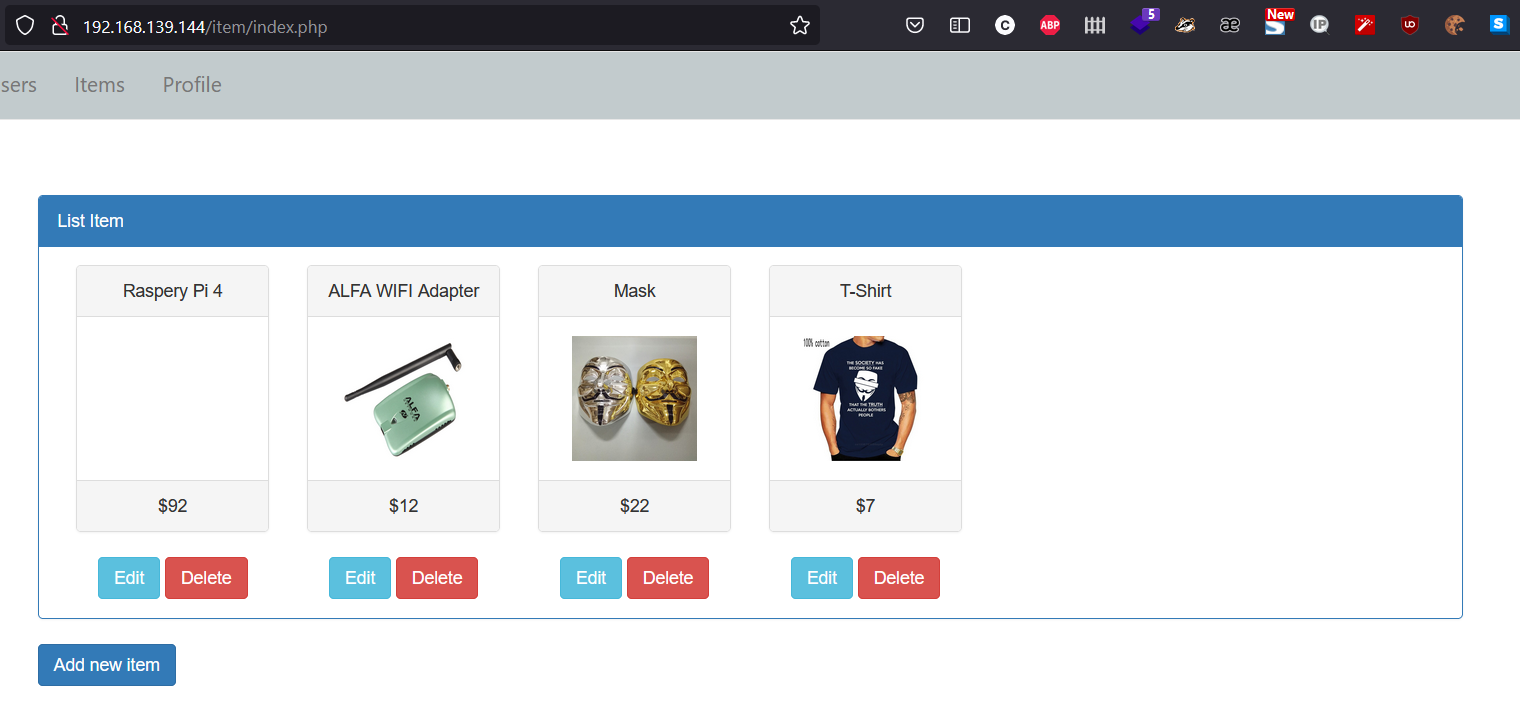 192.168.139.144/item/index.php
C
ABP
5
æ
New
S
IP
S
sers Items Profile
List Item
Raspery Pi 4 ALFA WIFI Adapter Mask T-Shirt
ALFA
100% cotton
THE SOCIETY HAS
BECOME SO FAKE
THAT THE TRUTH
ACTUALLY BOTHERS
PEOPLE
$92 $12 $22 $7
Edit Delete Edit Delete Edit Delete Edit Delete
Add new item